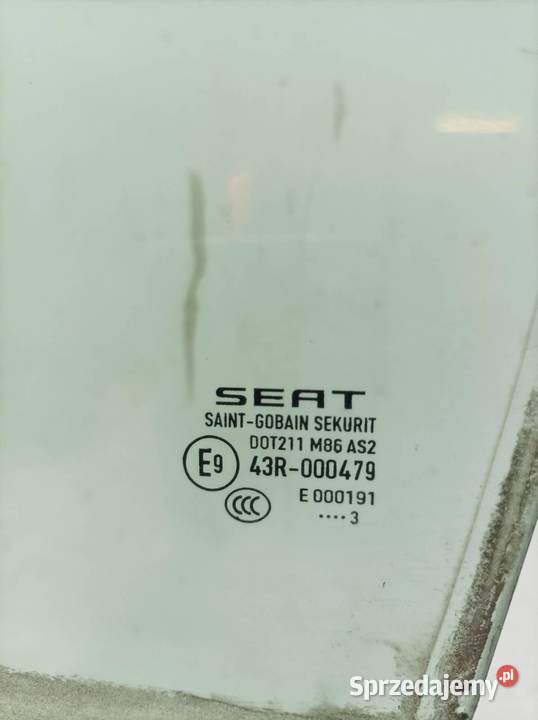 SEAT
SAINT-GOBAIN SEKURIT
DOT211 M86 AS2
E9 43R-000479
CCC E 000191
.... 3
Sprzedajemy.pl